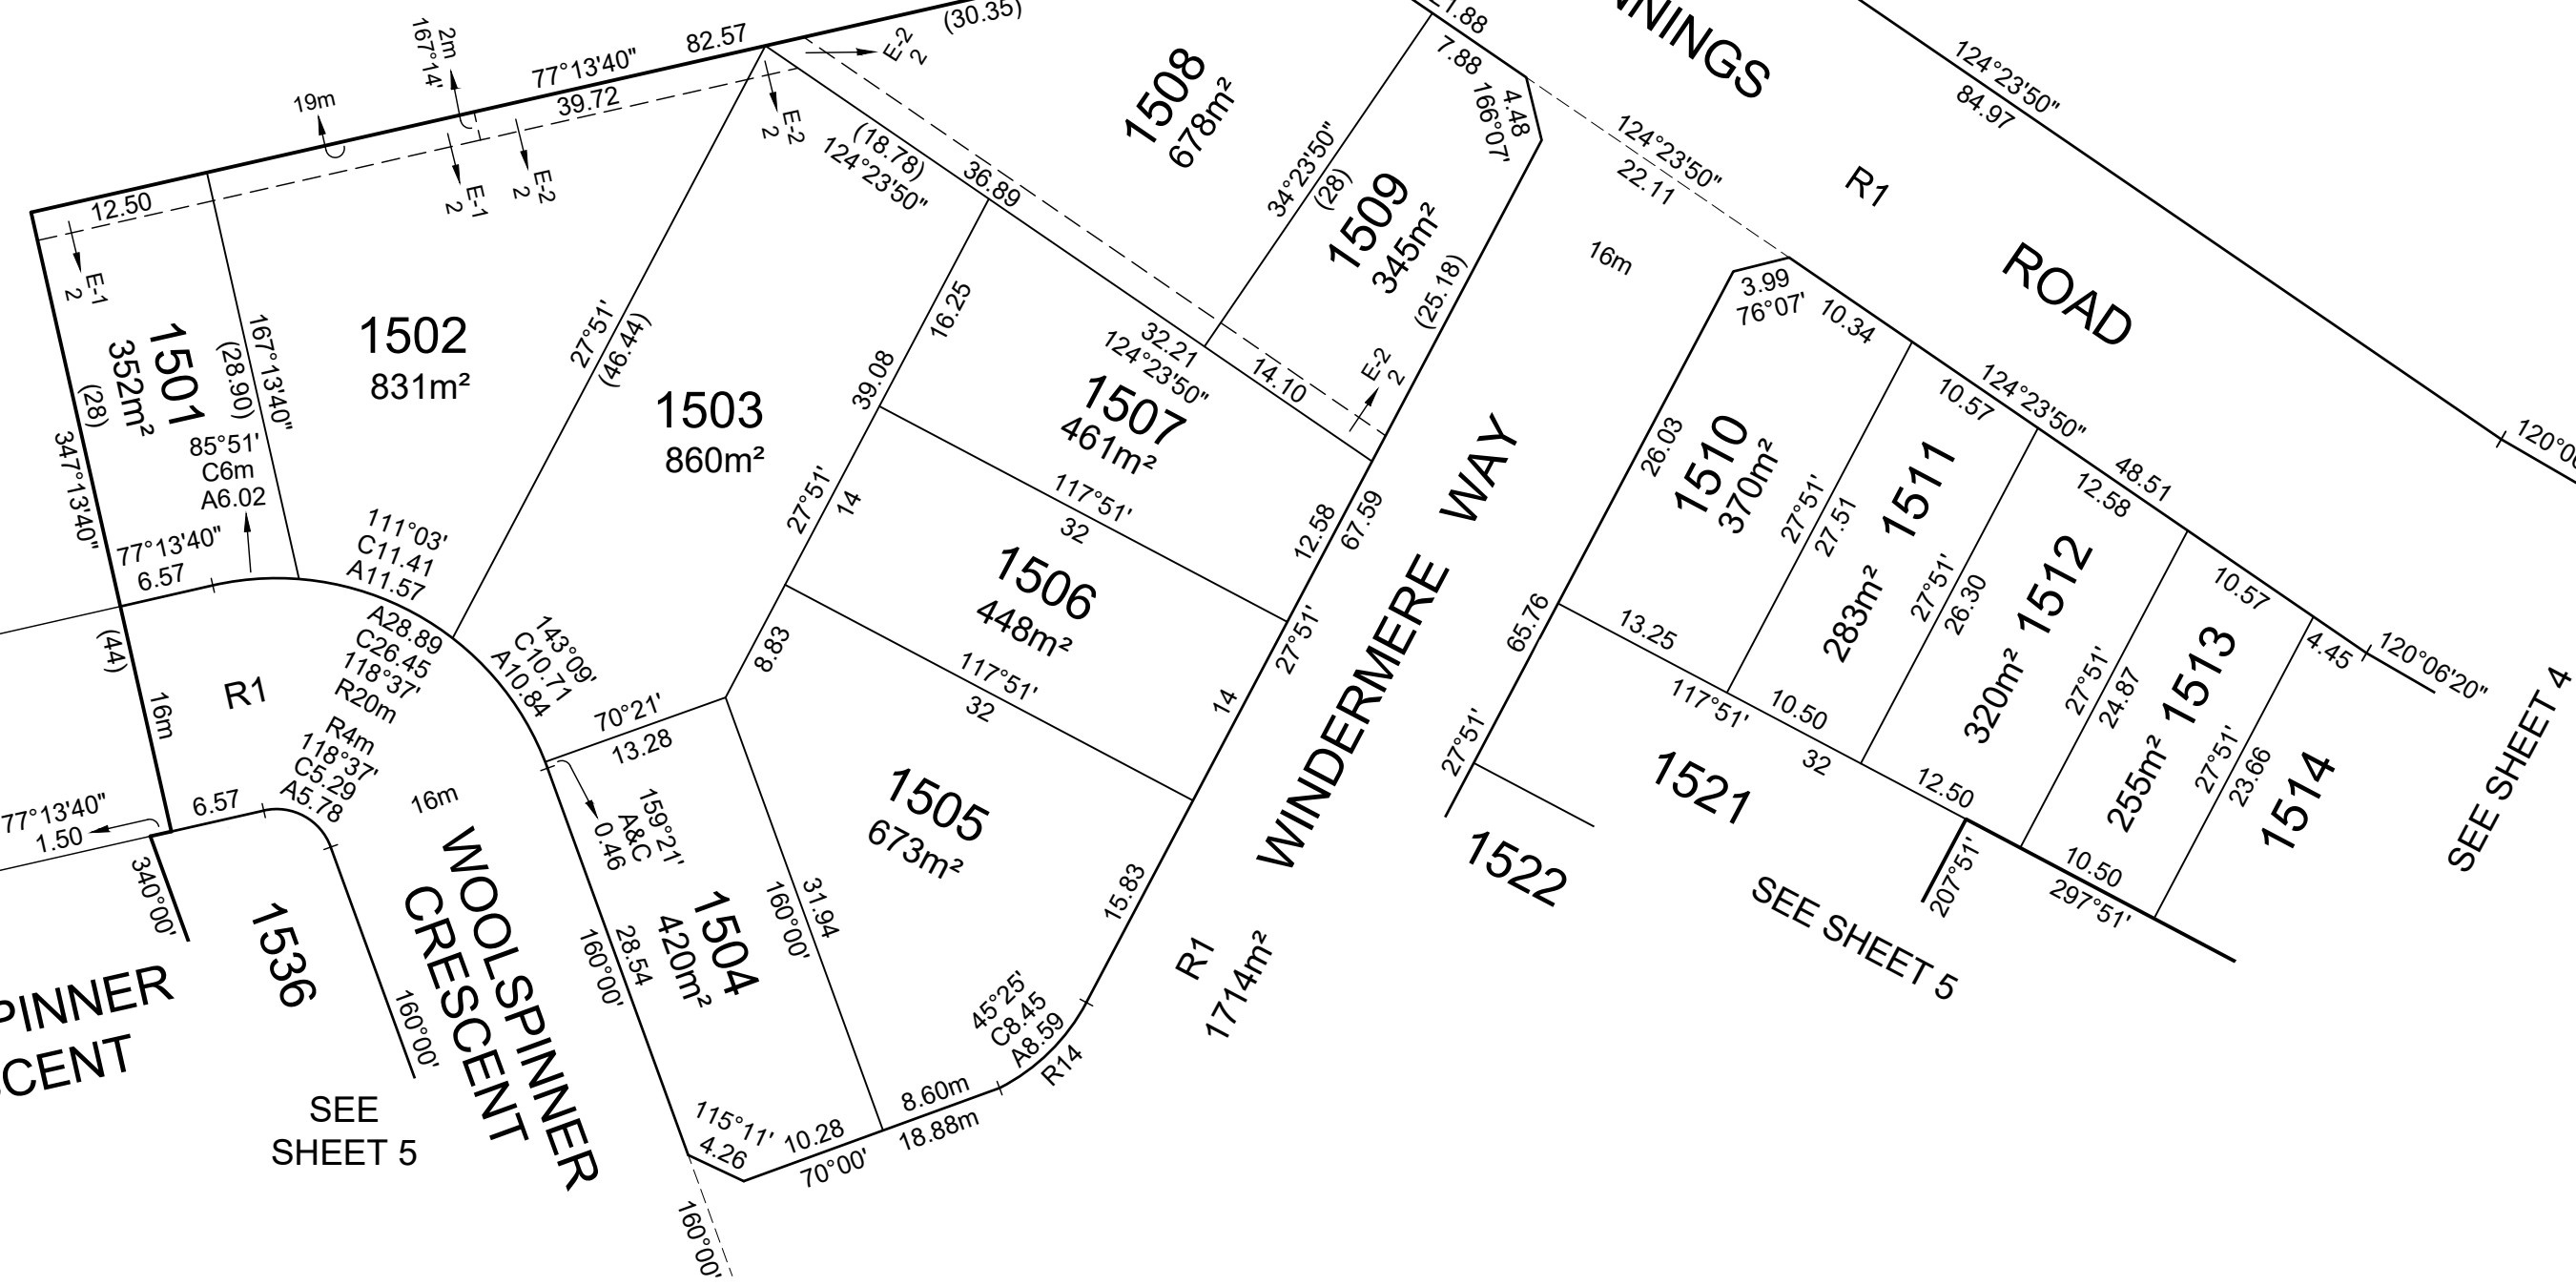 21.88
7.88
4.48
166°07'
NNINGS
124°23'50"
84.97
(30.35)
82.57
77°13'40"
39.72
2m
167°14'
19m
12.50
E-1
2
E-1
2
E-2
2
E-2
2
E-2
2
(18.78)
124°23'50"
36.89
1508
678m²
34°23'50"
(28)
1509
345m²
(25.18)
124°23'50"
22.11
16m
R1
ROAD
E-2
2
1501
352m²
(28)
347°13'40"
167°13'40"
(28.90)
85°51'
C6m
A6.02
77°13'40"
6.57
1502
831m²
111°03'
C11.41
A11.57
27°51'
(46.44)
1503
860m²
16.25
39.08
27°51'
14
8.83
32.21
124°23'50"
14.10
1507
461m²
117°51'
32
12.58
67.59
1506
448m²
117°51'
32
27°51'
14
1505
673m²
15.83
WINDERMERE WAY
R1
1714m²
3.99
76°07'
10.34
26.03
1510
370m²
65.76
27°51'
27°51'
27.51
13.25
10.57
1511
283m²
124°23'50"
48.51
27°51'
26.30
117°51'
32
10.50
12.58
1512
320m²
12.50
27°51'
24.87
10.57
1513
255m²
27°51'
23.66
10.50
297°51'
207°51'
4.45
120°06'20"
1514
SEE SHEET 4
SEE SHEET 5
1521
1522
(44)
16m
R1
A28.89
C26.45
118°37'
R20m
R4m
118°37'
C5.29
A5.78
143°09'
C10.71
A10.84
70°21'
13.28
A&C
0.46
159°21'
6.57
77°13'40"
1.50
340°00'
16m
WOOLSPINNER
CRESCENT
1536
160°00'
PINNER
CENT
SEE
SHEET 5
28.54
160°00'
1504
420m²
31.94
160°00'
45°25'
C8.45
A8.59
R14
115°11'
4.26
10.28
8.60m
18.88m
70°00'
160°00'